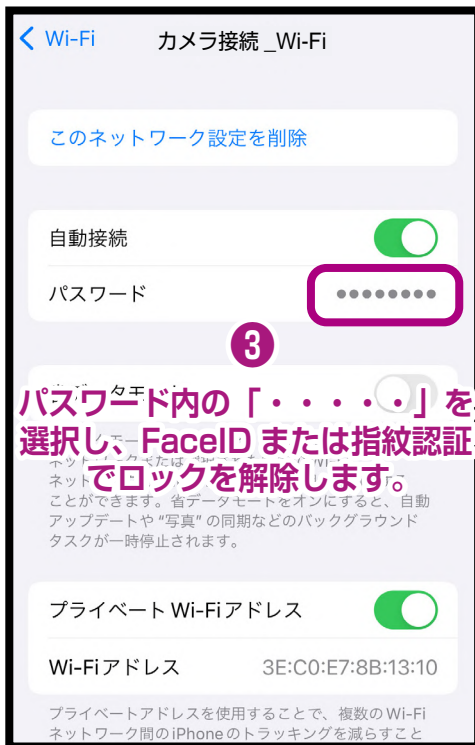 Wi-Fi
カメラ接続 _Wi-Fi
このネットワーク設定を削除
自動接続
パスワード ●●●●●●●●
3
パスワード内の「・・・・・」を
選択し、FaceID または指紋認証
でロックを解除します。
ことができます。省データモードをオンにすると、自動
アップデートや “写真” の同期などのバックグラウンド
タスクが一時停止されます。
プライベート Wi-Fiアドレス
Wi-Fiアドレス 3E:C0:E7:8B:13:10
プライベートアドレスを使用することで、複数のWi-Fi
ネットワーク間のiPhoneのトラッキングを減らすこと